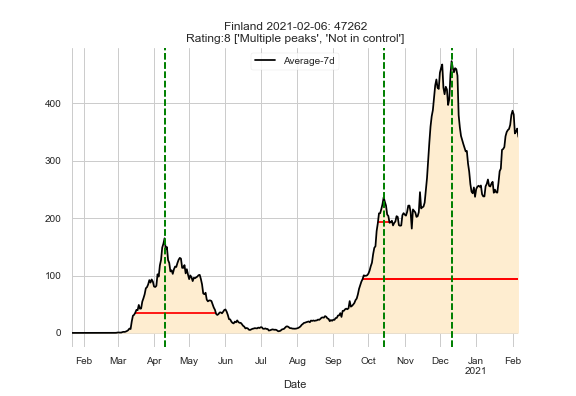 Finland 2021-02-06: 47262
Rating:8 ['Multiple peaks', 'Not in control']
Average-7d
400
300
200
100
0
Feb Mar Apr May Jun Jul Aug Sep Oct Nov Dec Jan Feb
2021
Date